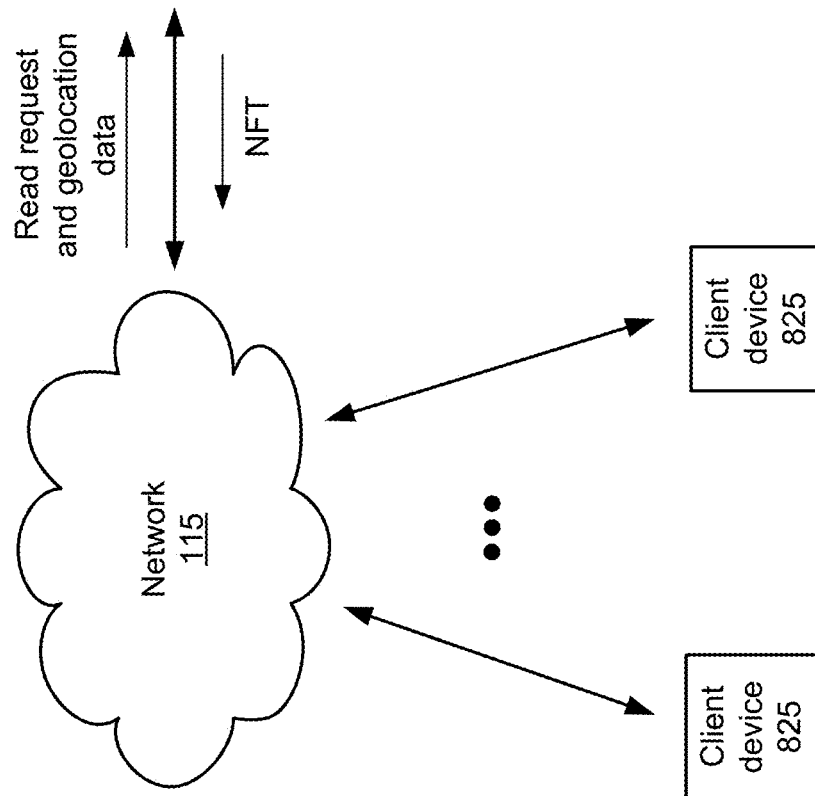 Read request
and geolocation
data
NFT
Network
115
Client
device
825
Client
device
825